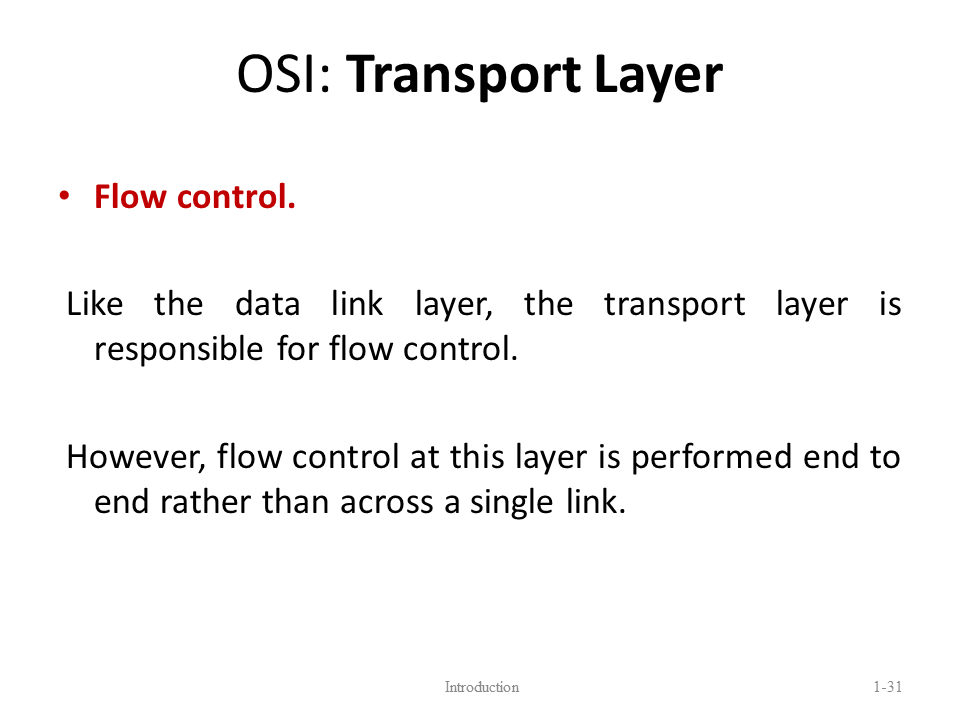 OSI: Transport Layer
• Flow control.
Like the data link layer, the transport layer is
responsible for flow control.
However, flow control at this layer is performed end to
end rather than across a single link.
Introduction
1-31